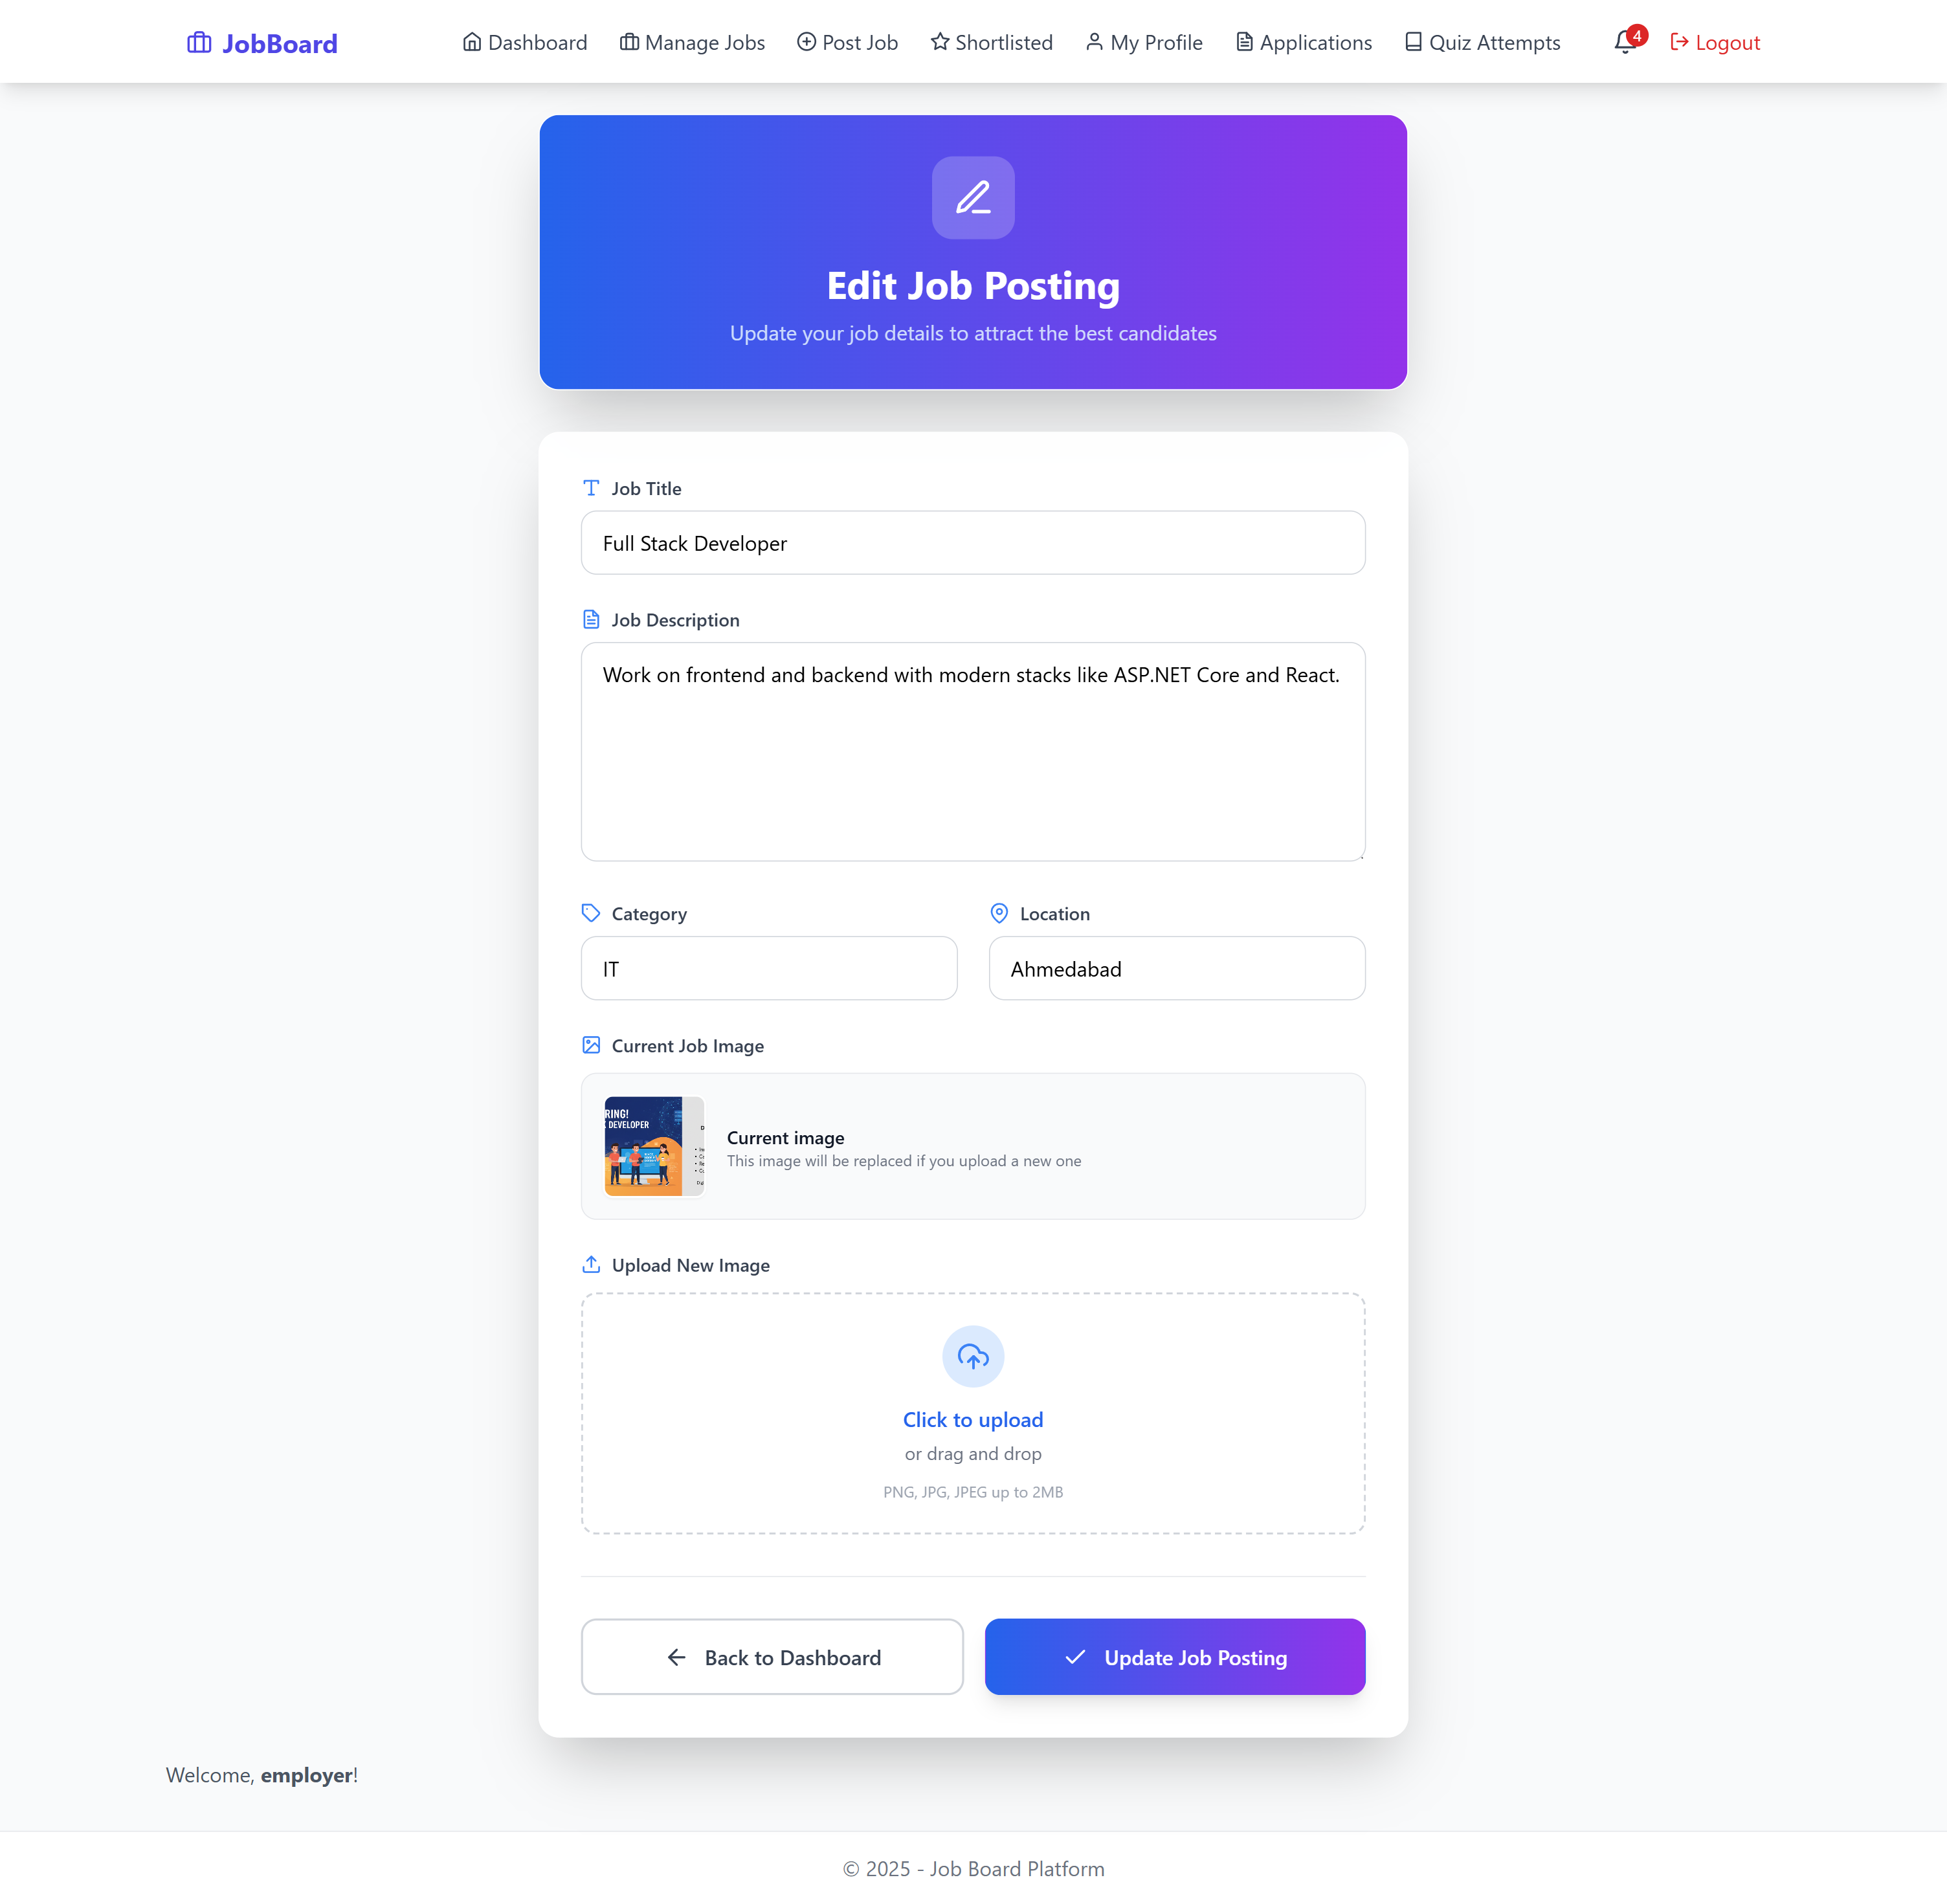 JobBoard
Dashboard
Manage Jobs
Post Job
Shortlisted
My Profile
Applications
Quiz Attempts
4
Logout
Edit Job Posting
Update your job details to attract the best candidates
Job Title
Full Stack Developer
Job Description
Work on frontend and backend with modern stacks like ASP.NET Core and React.
Category
Location
IT
Ahmedabad
Current Job Image
RING!
DEVELOPER
Current image
This image will be replaced if you upload a new one
Upload New Image
Click to upload
or drag and drop
PNG, JPG, JPEG up to 2MB
Back to Dashboard
Update Job Posting
Welcome, employer!
© 2025 - Job Board Platform